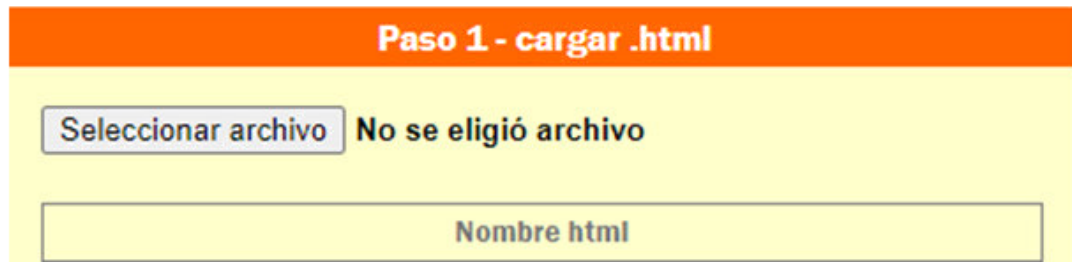 Paso 1 - cargar .html
Seleccionar archivo No se eligió archivo
Nombre html